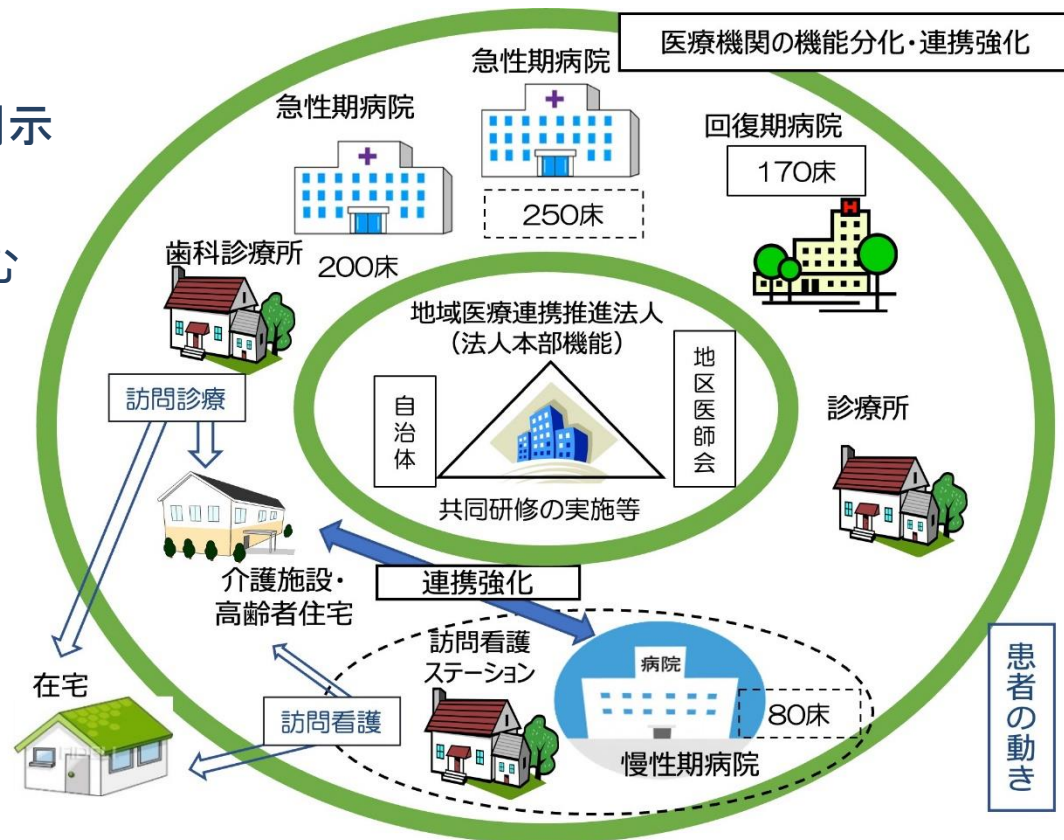 医療機関の機能分化・連携強化
急性期病院
急性期病院
回復期病院
170床
250床
200床
明示
む
歯科診療所
地域医療連携推進法人
（法人本部機能）
自治体
地区医師会
共同研修の実施等
訪問診療
診療所
介護施設・
高齢者住宅
連携強化
訪問看護
ステーション
病院
80床
慢性期病院
在宅
訪問看護
患者の動き